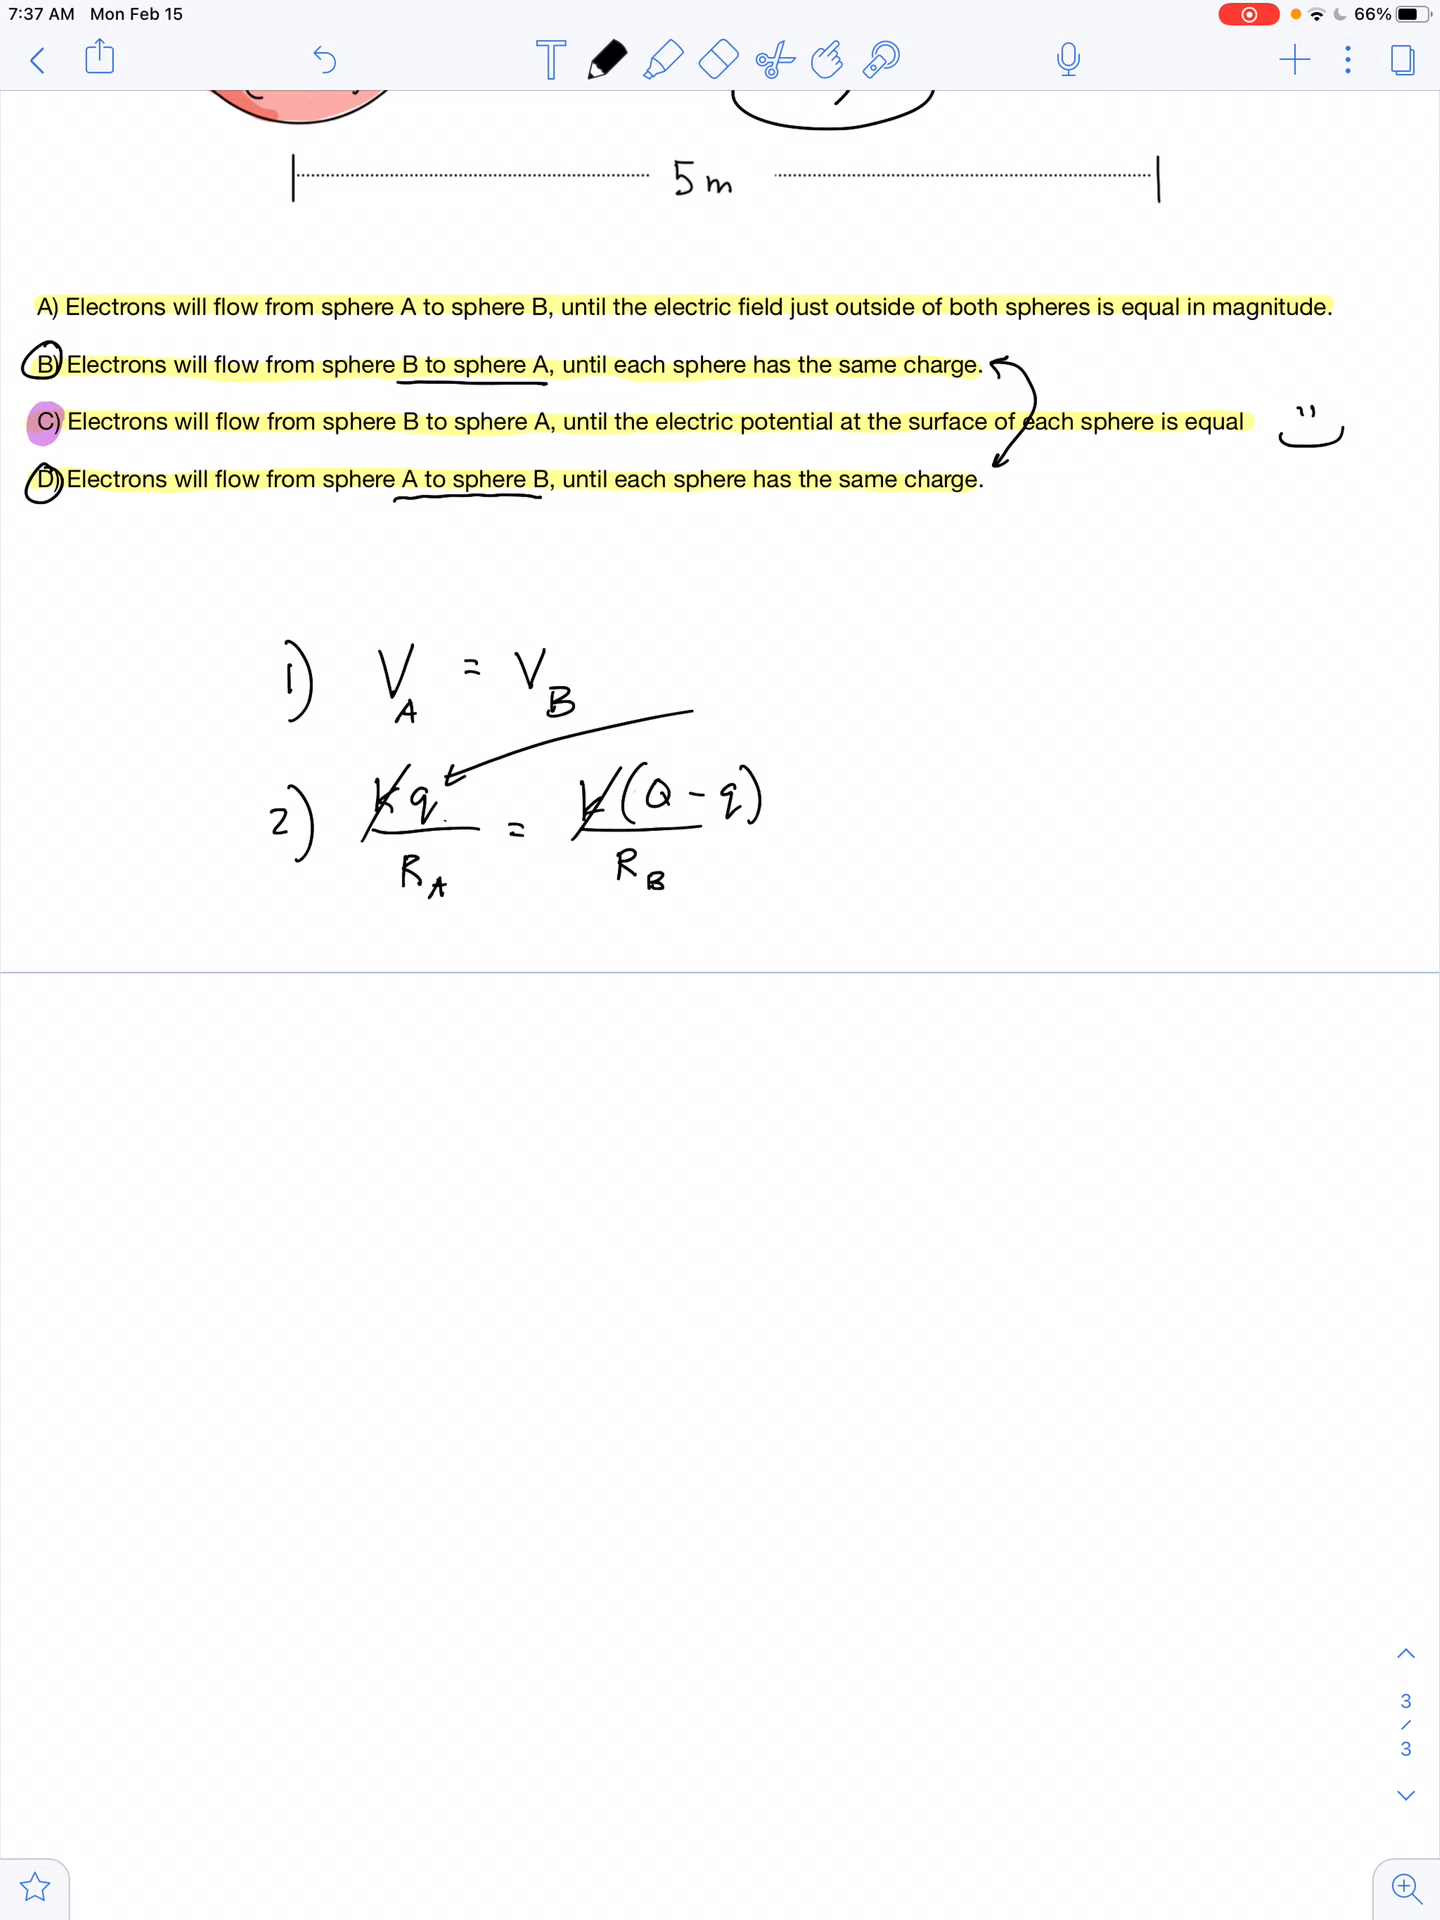 7:37 AM Mon Feb 15
66%
T
5 m
A) Electrons will flow from sphere A to sphere B, until the electric field just outside of both spheres is equal in magnitude.
B) Electrons will flow from sphere B to sphere A, until each sphere has the same charge.
C) Electrons will flow from sphere B to sphere A, until the electric potential at the surface of each sphere is equal
D) Electrons will flow from sphere A to sphere B, until each sphere has the same charge.
1) V_A = V_B
2) Kq / R_A = K(Q - q) / R_B
3
/
3